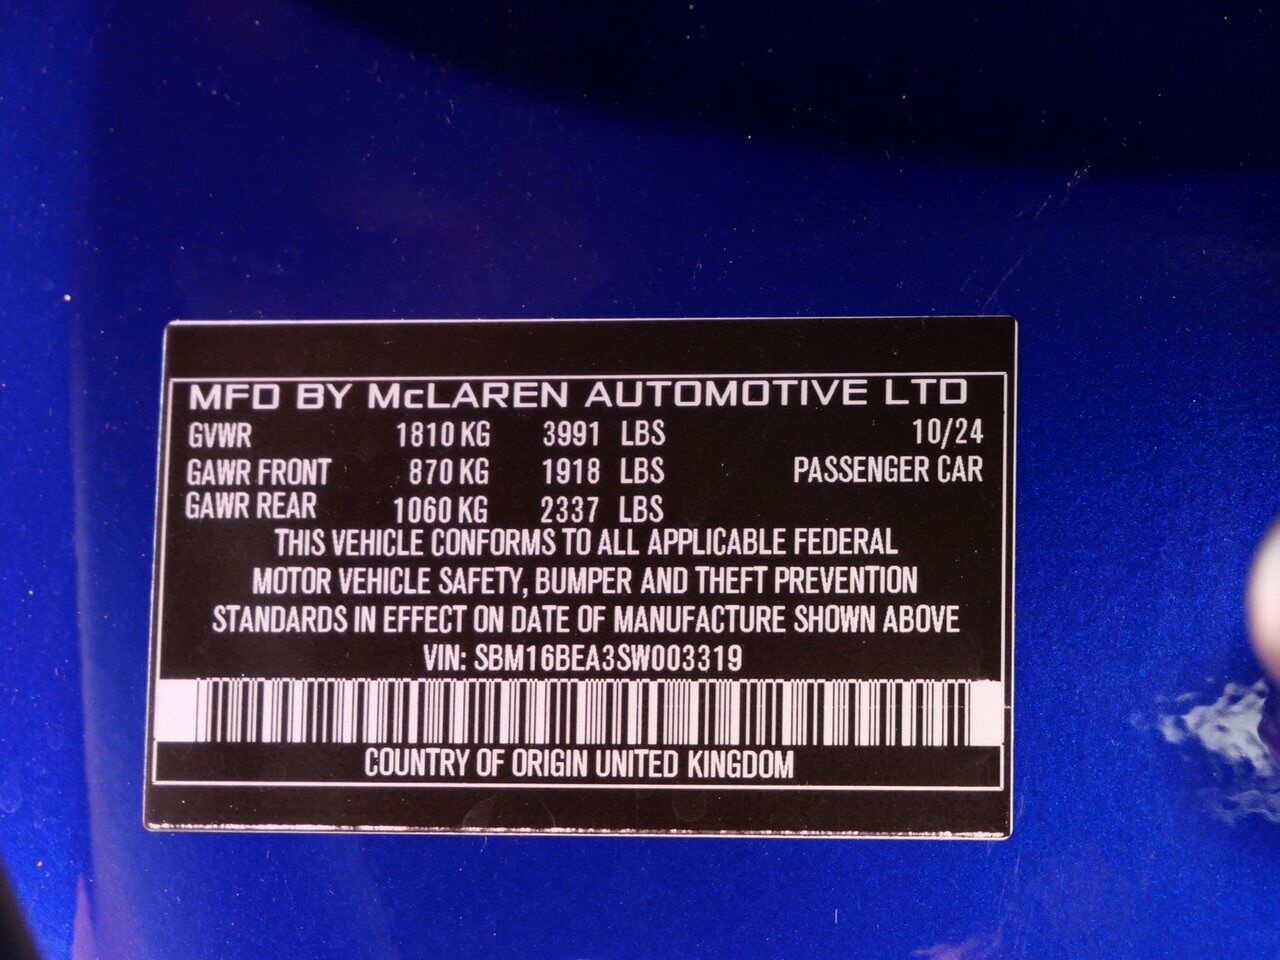 MFD BY McLAREN AUTOMOTIVE LTD
GVWR 1810 KG 3991 LBS 10/24
GAWR FRONT 870 KG 1918 LBS PASSENGER CAR
GAWR REAR 1060 KG 2337 LBS
THIS VEHICLE CONFORMS TO ALL APPLICABLE FEDERAL
MOTOR VEHICLE SAFETY, BUMPER AND THEFT PREVENTION
STANDARDS IN EFFECT ON DATE OF MANUFACTURE SHOWN ABOVE
VIN: SBM16BEA3SW003319
COUNTRY OF ORIGIN UNITED KINGDOM